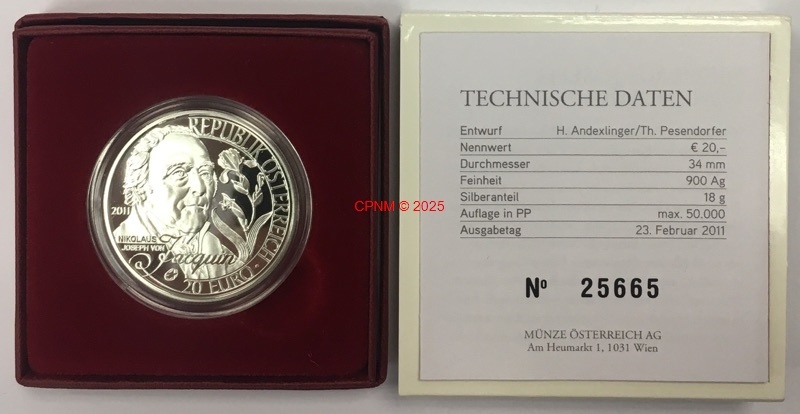 REPUBLIK ÖSTERREICH · 20 EURO
2011
NIKOLAUS
JOSEPH VON
Jacquin
CPNM © 2025
TECHNISCHE DATEN
Entwurf H. Andexlinger/Th. Pesendorfer
Nennwert € 20,–
Durchmesser 34 mm
Feinheit 900 Ag
Silberanteil 18 g
Auflage in PP max. 50.000
Ausgabetag 23. Februar 2011
Nº 25665
MÜNZE ÖSTERREICH AG
Am Heumarkt 1, 1031 Wien